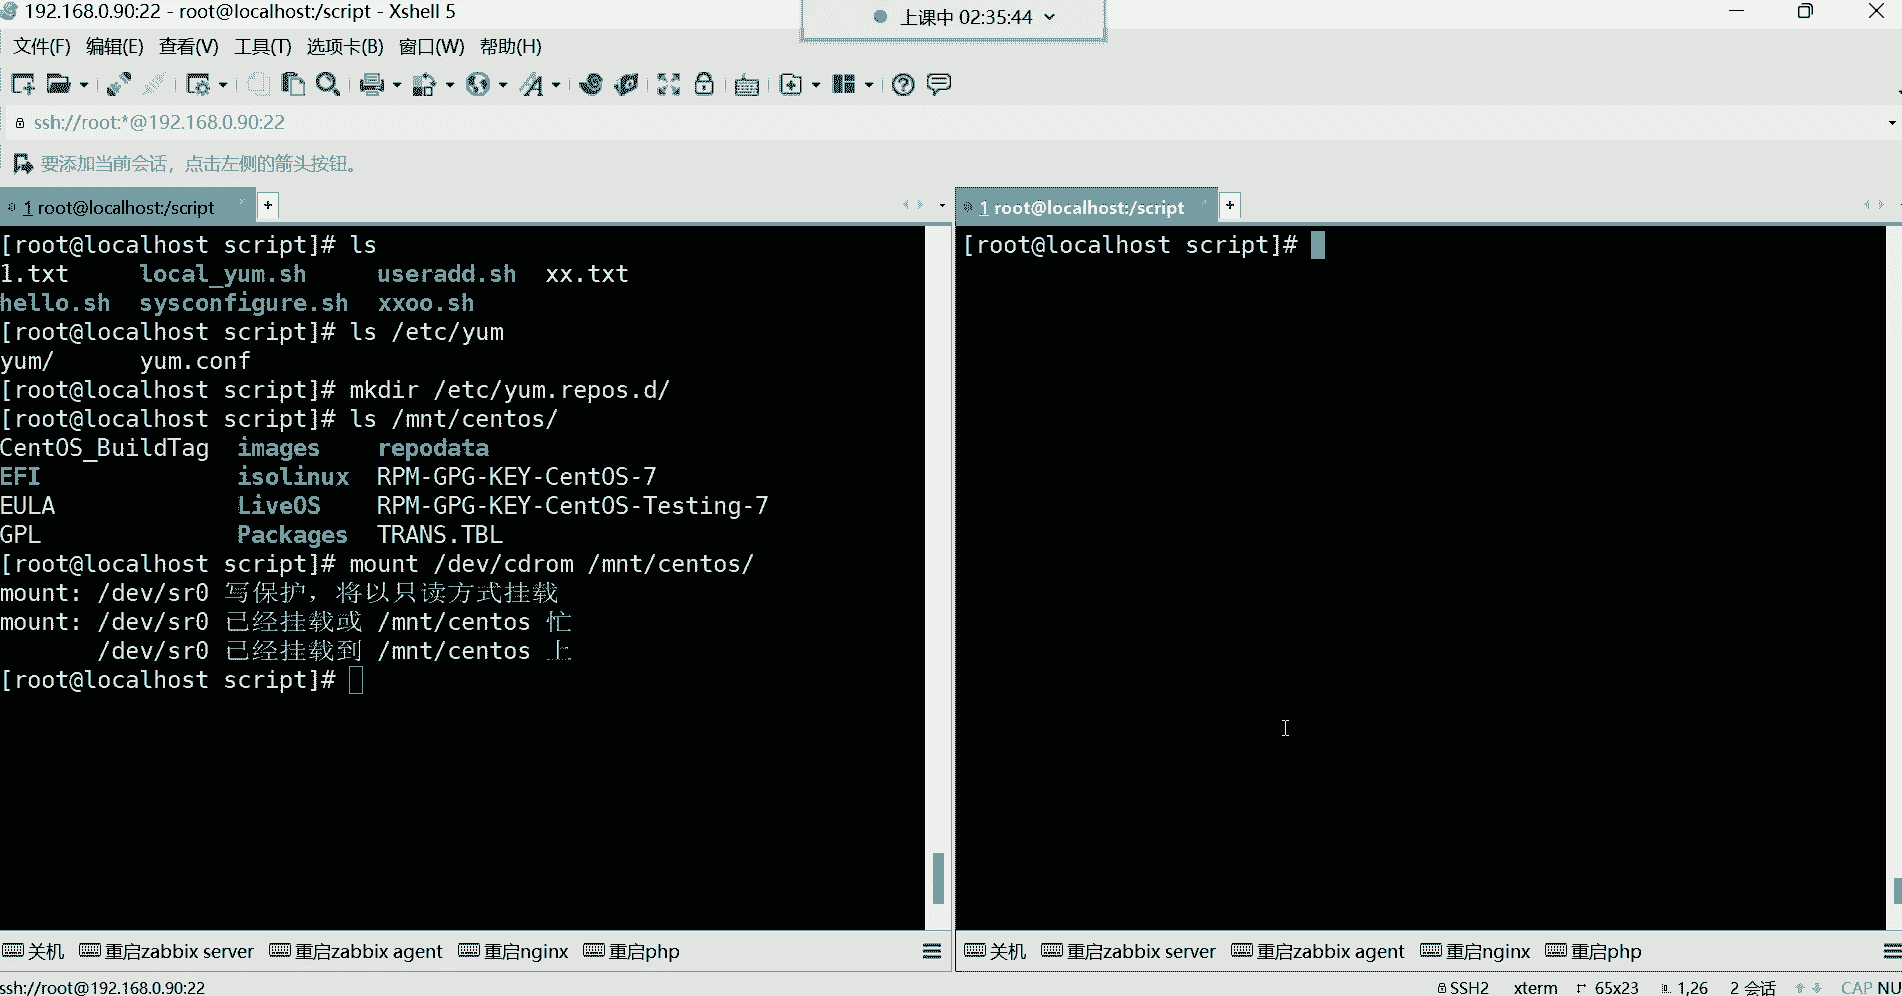 192.168.0.90:22 - root@localhost:/script - Xshell 5
上课中 02:35:44
文件(F) 编辑(E) 查看(V) 工具(T) 选项卡(B) 窗口(W) 帮助(H)
ssh://root:*@192.168.0.90:22
要添加当前会话，点击左侧的箭头按钮。
1 root@localhost:/script
[root@localhost script]# ls
1.txt local_yum.sh useradd.sh xx.txt
hello.sh sysconfigure.sh xxoo.sh
[root@localhost script]# ls /etc/yum
yum/ yum.conf
[root@localhost script]# mkdir /etc/yum.repos.d/
[root@localhost script]# ls /mnt/centos/
CentOS_BuildTag images repodata
EFI isolinux RPM-GPG-KEY-CentOS-7
EULA LiveOS RPM-GPG-KEY-CentOS-Testing-7
GPL Packages TRANS.TBL
[root@localhost script]# mount /dev/cdrom /mnt/centos/
mount: /dev/sr0 写保护，将以只读方式挂载
mount: /dev/sr0 已经挂载或 /mnt/centos 忙
/dev/sr0 已经挂载到 /mnt/centos 上
[root@localhost script]#
关机 重启zabbix server 重启zabbix agent 重启nginx 重启php
1 root@localhost:/script
[root@localhost script]#
关机 重启zabbix server 重启zabbix agent 重启nginx 重启php
ssh://root@192.168.0.90:22
SSH2 xterm 65x23 1,26 2 会话 CAP NU